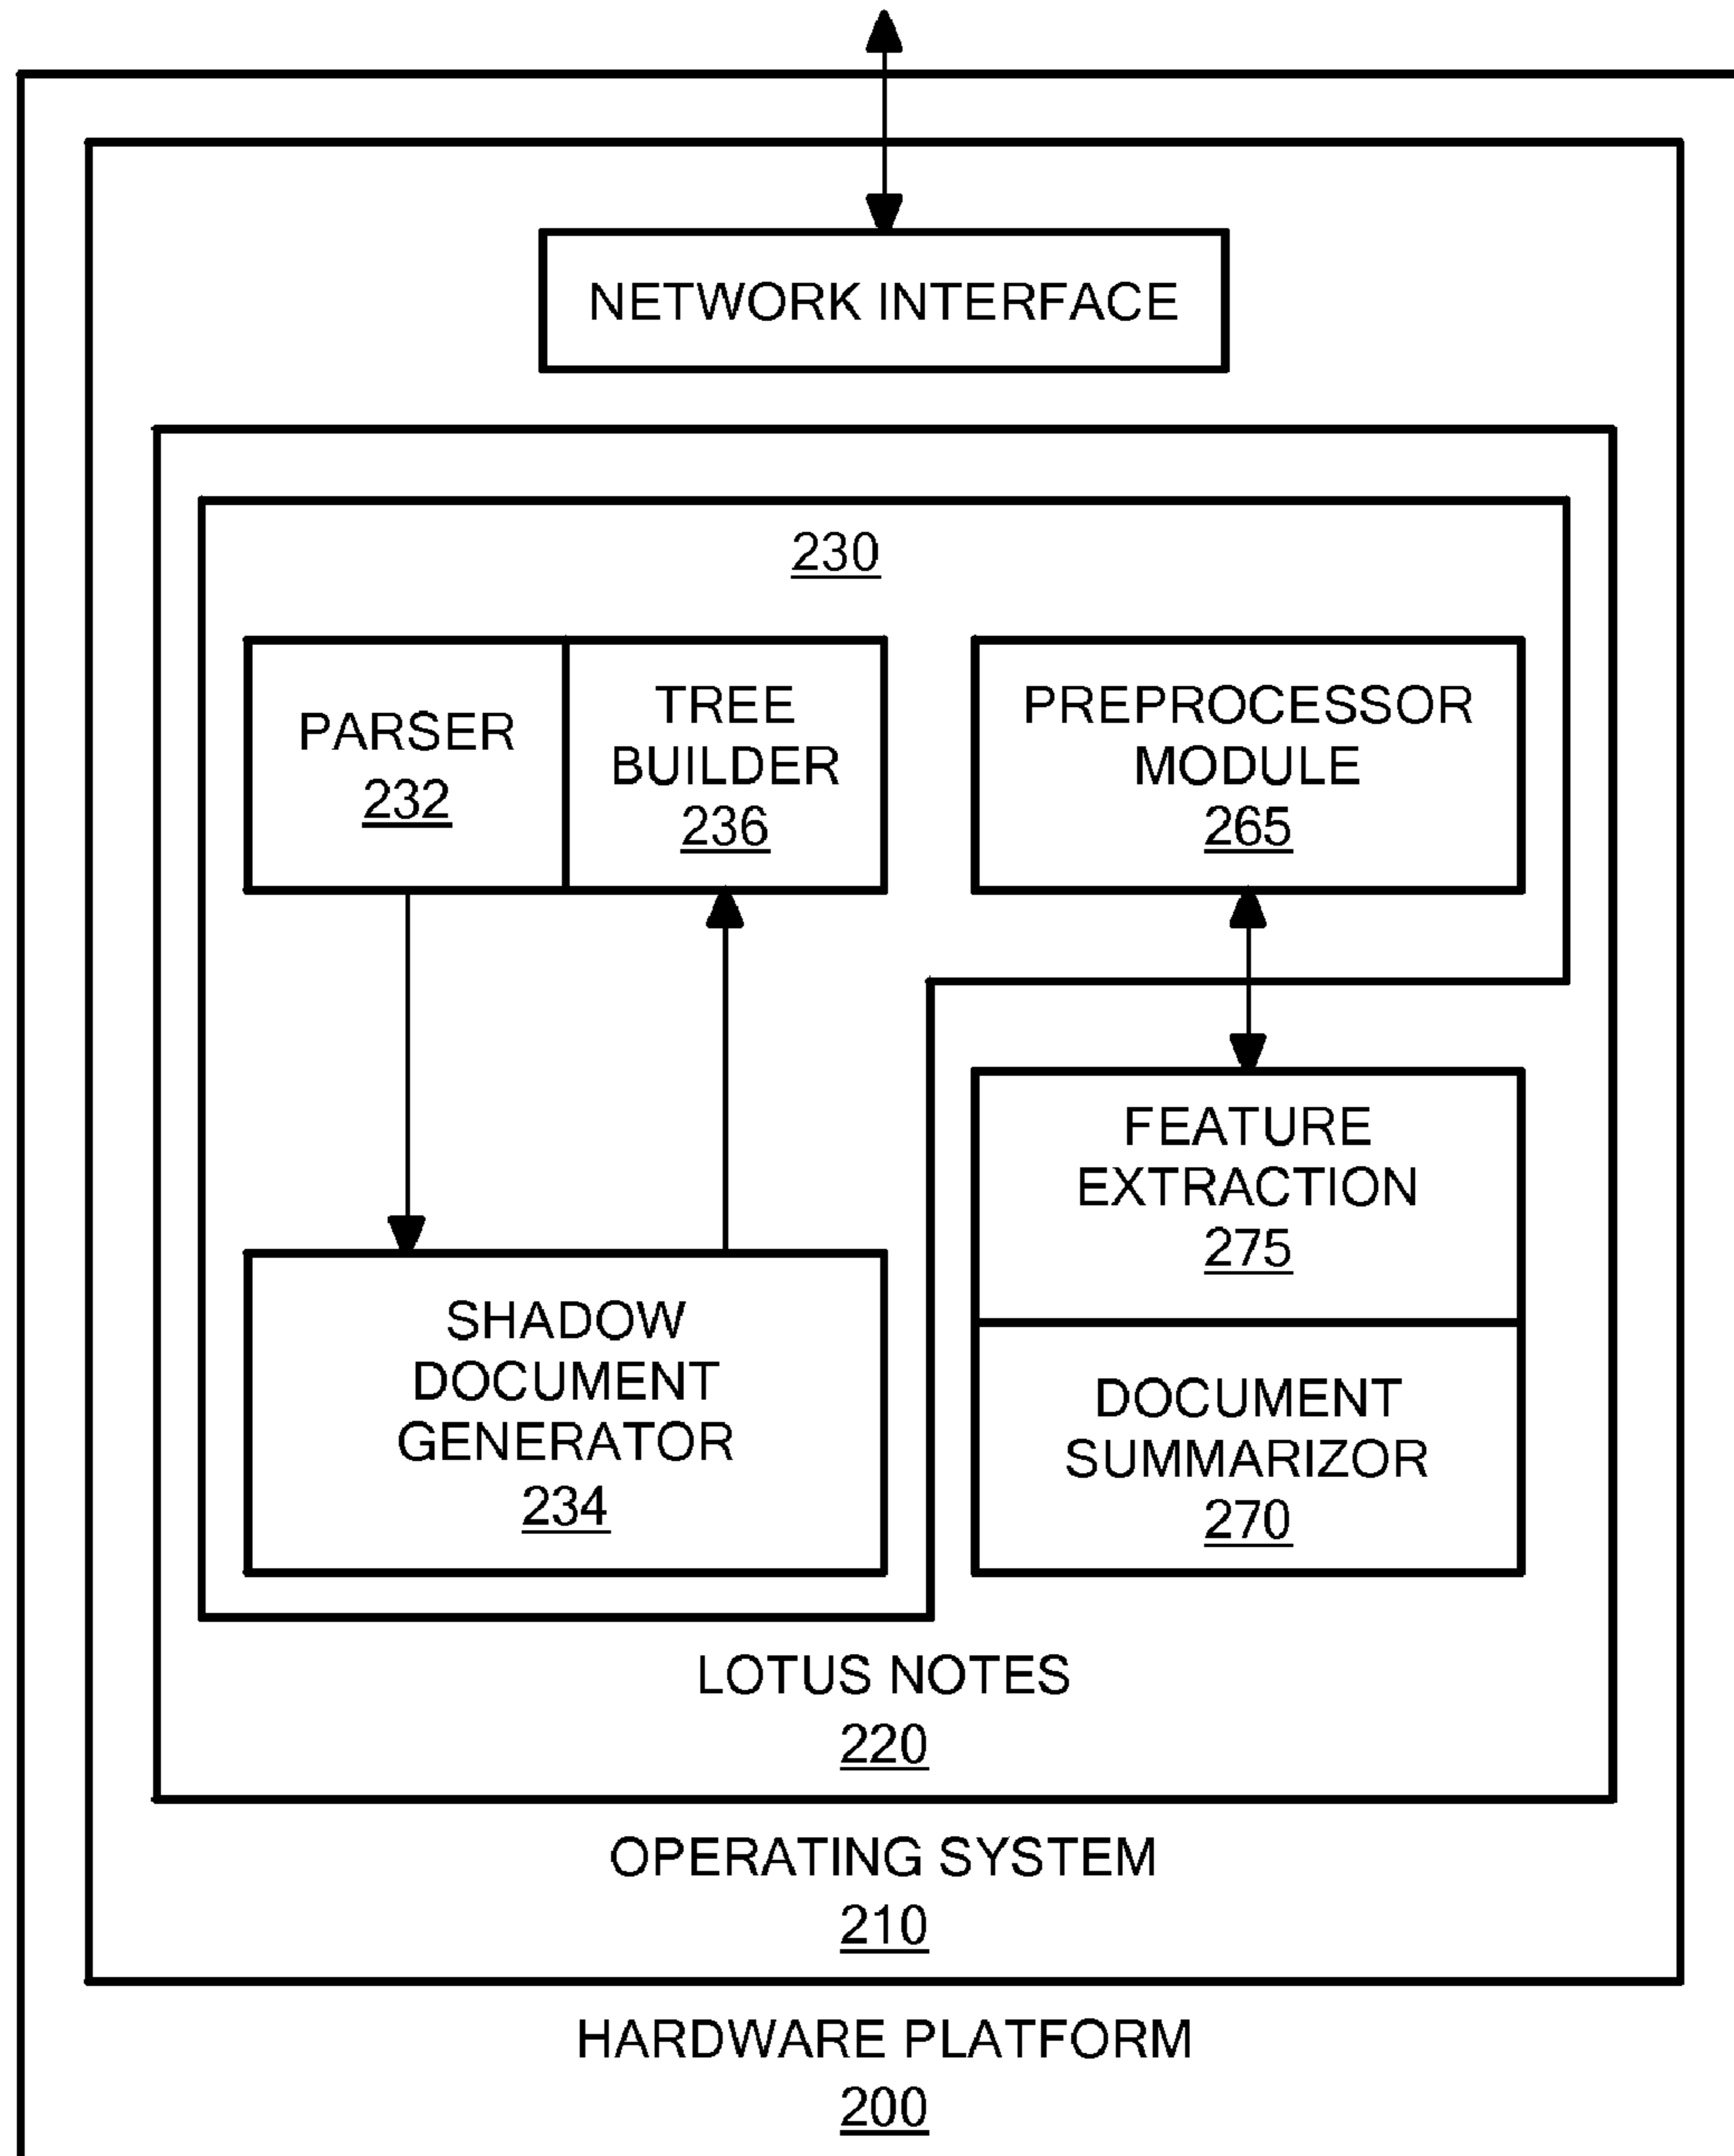 NETWORK INTERFACE
230
PARSER
232
TREE
BUILDER
236
PREPROCESSOR
MODULE
265
SHADOW
DOCUMENT
GENERATOR
234
FEATURE
EXTRACTION
275
DOCUMENT
SUMMARIZOR
270
LOTUS NOTES
220
OPERATING SYSTEM
210
HARDWARE PLATFORM
200